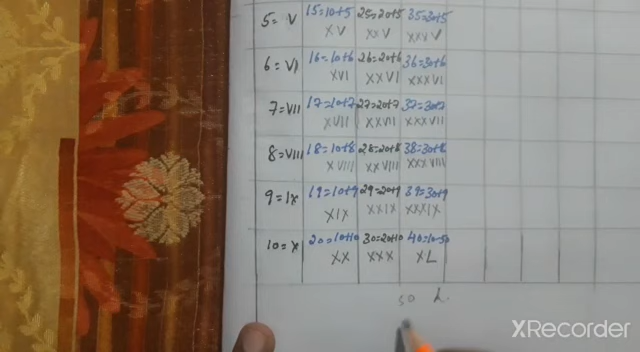 5 = V 15=10+5 25=20+5 35=30+5
XV XXV XXXV
6 = VI 16=10+6 26=20+6 36=30+6
XVI XXVI XXXVI
7 = VII 17=10+7 27=20+7 37=30+7
XVII XXVII XXXVII
8 = VIII 18=10+8 28=20+8 38=30+8
XVIII XXVIII XXXVIII
9 = IX 19=10+9 29=20+9 39=30+9
XIX XXIX XXXIX
10 = X 20=10+10 30=20+10 40=10-50
XX XXX XL
50 L
XRecorder